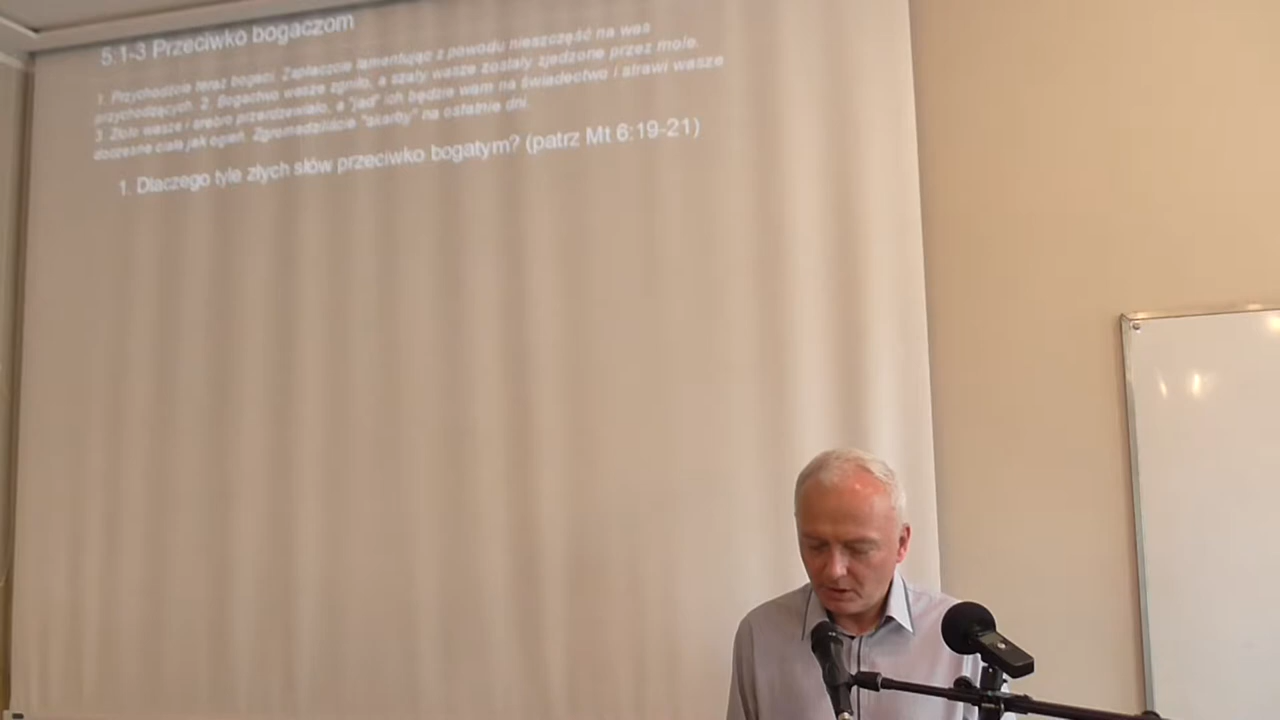 5:1-3 Przeciwko bogaczom
1. Przychodźcie teraz bogaci. Zapłaczcie lamentując z powodu nieszczęść na was
przychodzących. 2. Bogactwo wasze zgniło, a szaty wasze zostały zjedzone przez mole.
3. Złoto wasze i srebro przerdzewiało, a "jad" ich będzie wam na świadectwo i strawi wasze
doczesne ciała jak ogień. Zgromadziliście "skarby" na ostatnie dni.
1. Dlaczego tyle złych słów przeciwko bogatym? (patrz Mt 6:19-21)